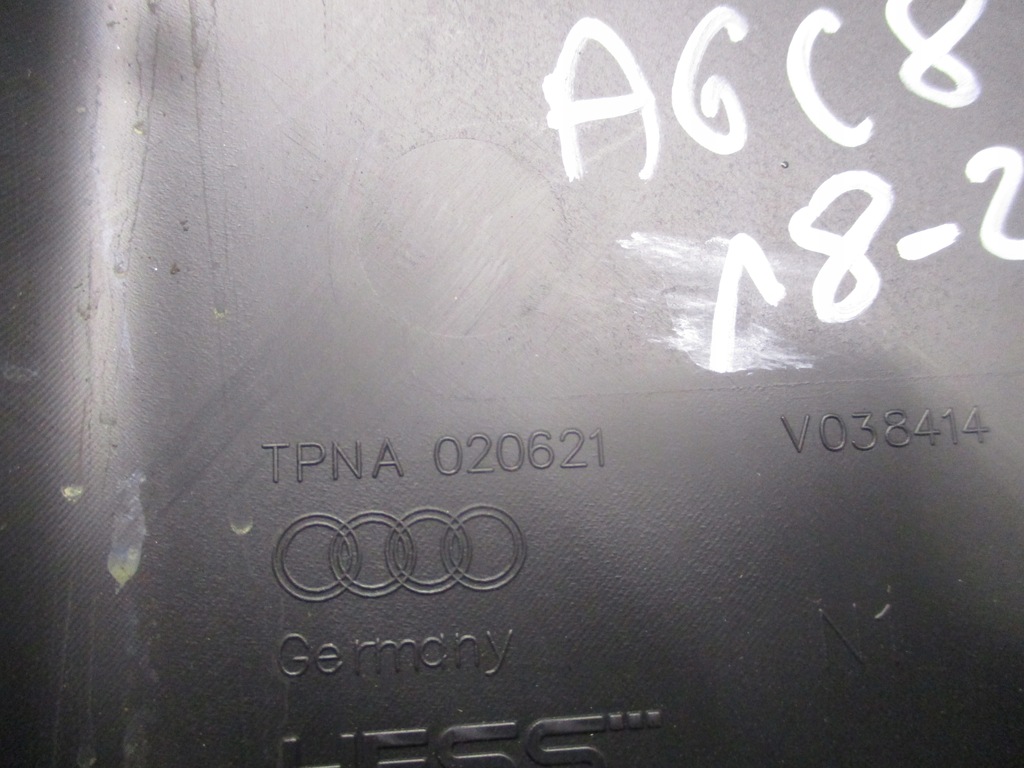 AGC8
18-2
TPNA 020621
V038414
Germany
N